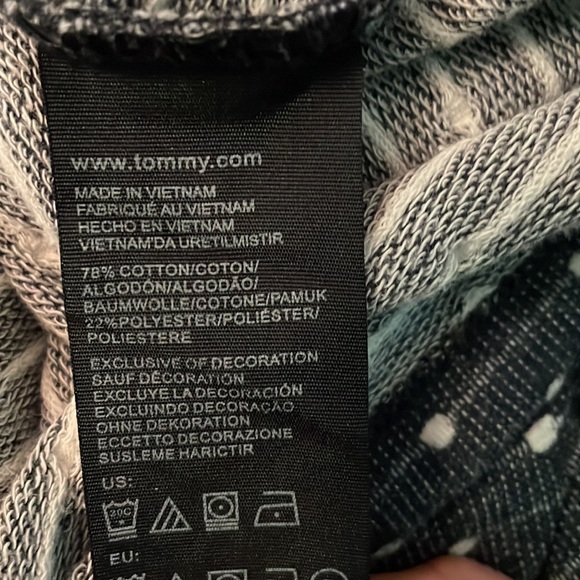 www.tommy.com
MADE IN VIETNAM
FABRIQUÉ AU VIETNAM
HECHO EN VIETNAM
VIETNAM'DA URETILMISTIR
78% COTTON/COTON/
ALGODÓN/ALGODÃO/
BAUMWOLLE/COTONE/PAMUK
22%POLYESTER/POLIÉSTER/
POLIESTERE
EXCLUSIVE OF DECORATION
SAUF DÉCORATION
EXCLUYE LA DECORACIÓN
EXCLUINDO DECORAÇÃO
OHNE DEKORATION
ECCETTO DECORAZIONE
SUSLEME HARICTIR
US:
20C
EU: